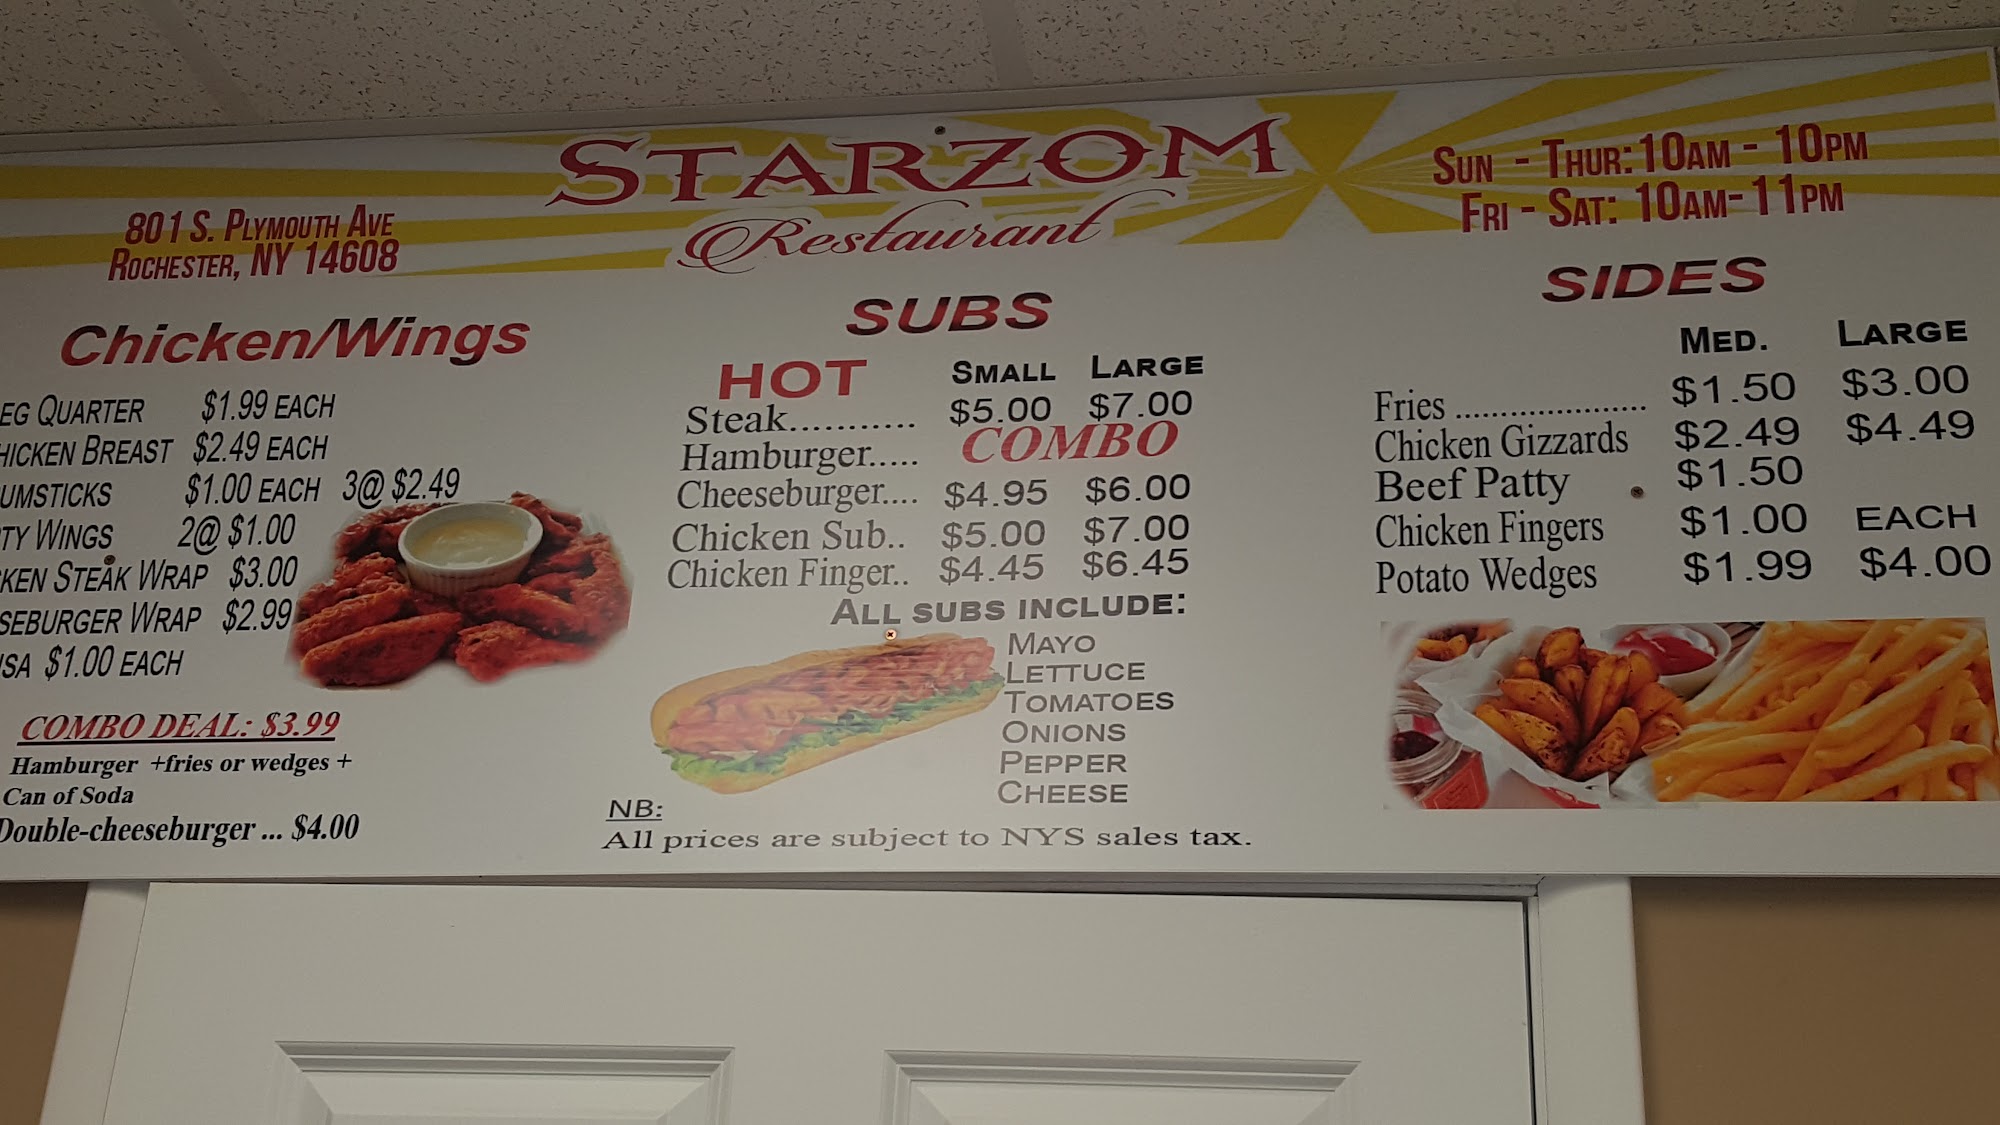 STARZOM
Restaurant
801 S. PLYMOUTH AVE
ROCHESTER, NY 14608
SUN - THUR: 10AM - 10PM
FRI - SAT: 10AM - 11PM
Chicken/Wings
EG QUARTER $1.99 EACH
HICKEN BREAST $2.49 EACH
UMSTICKS $1.00 EACH 3@ $2.49
TY WINGS 2@ $1.00
KEN STEAK WRAP $3.00
SEBURGER WRAP $2.99
SA $1.00 EACH
COMBO DEAL: $3.99
Hamburger +fries or wedges +
Can of Soda
Double-cheeseburger ... $4.00
SUBS
HOT SMALL LARGE
Steak........... $5.00 $7.00
Hamburger..... COMBO
Cheeseburger.... $4.95 $6.00
Chicken Sub.. $5.00 $7.00
Chicken Finger.. $4.45 $6.45
ALL SUBS INCLUDE:
MAYO
LETTUCE
TOMATOES
ONIONS
PEPPER
CHEESE
NB:
All prices are subject to NYS sales tax.
SIDES
MED. LARGE
Fries ..................... $1.50 $3.00
Chicken Gizzards $2.49 $4.49
Beef Patty $1.50
Chicken Fingers $1.00 EACH
Potato Wedges $1.99 $4.00